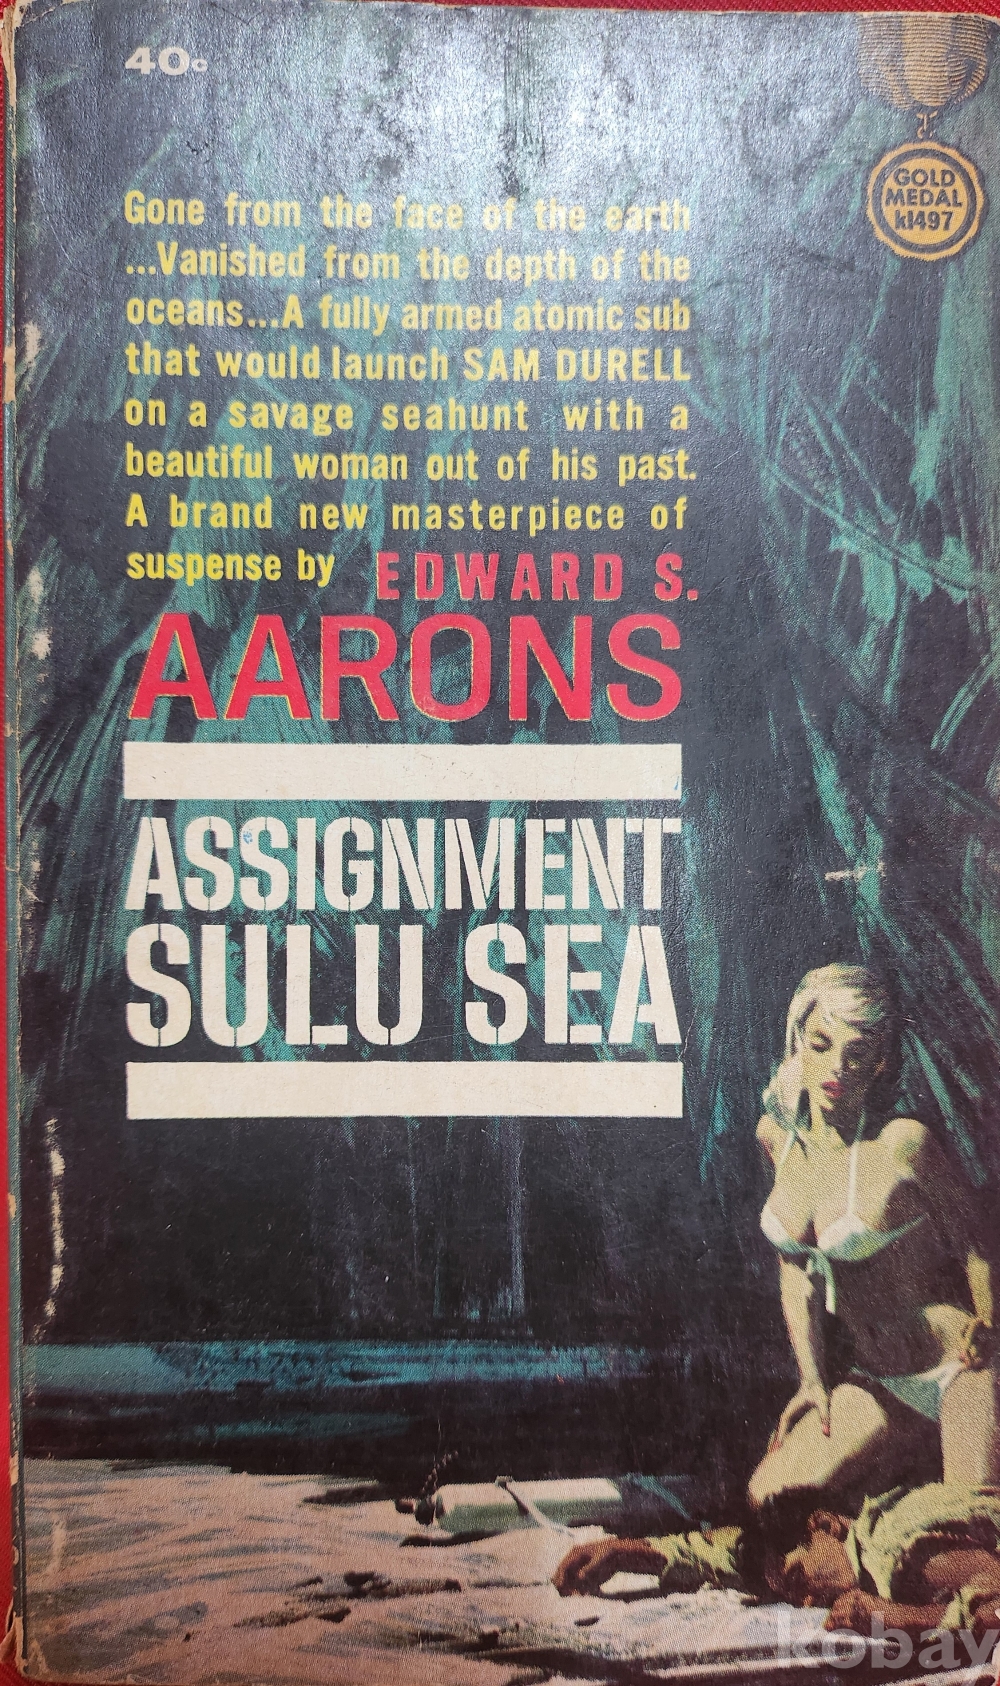 40c
GOLD
MEDAL
k1497
Gone from the face of the earth
...Vanished from the depth of the
oceans...A fully armed atomic sub
that would launch SAM DURELL
on a savage seahunt with a
beautiful woman out of his past.
A brand new masterpiece of
suspense by EDWARD S.
AARONS
ASSIGNMENT
SULU SEA
kobay